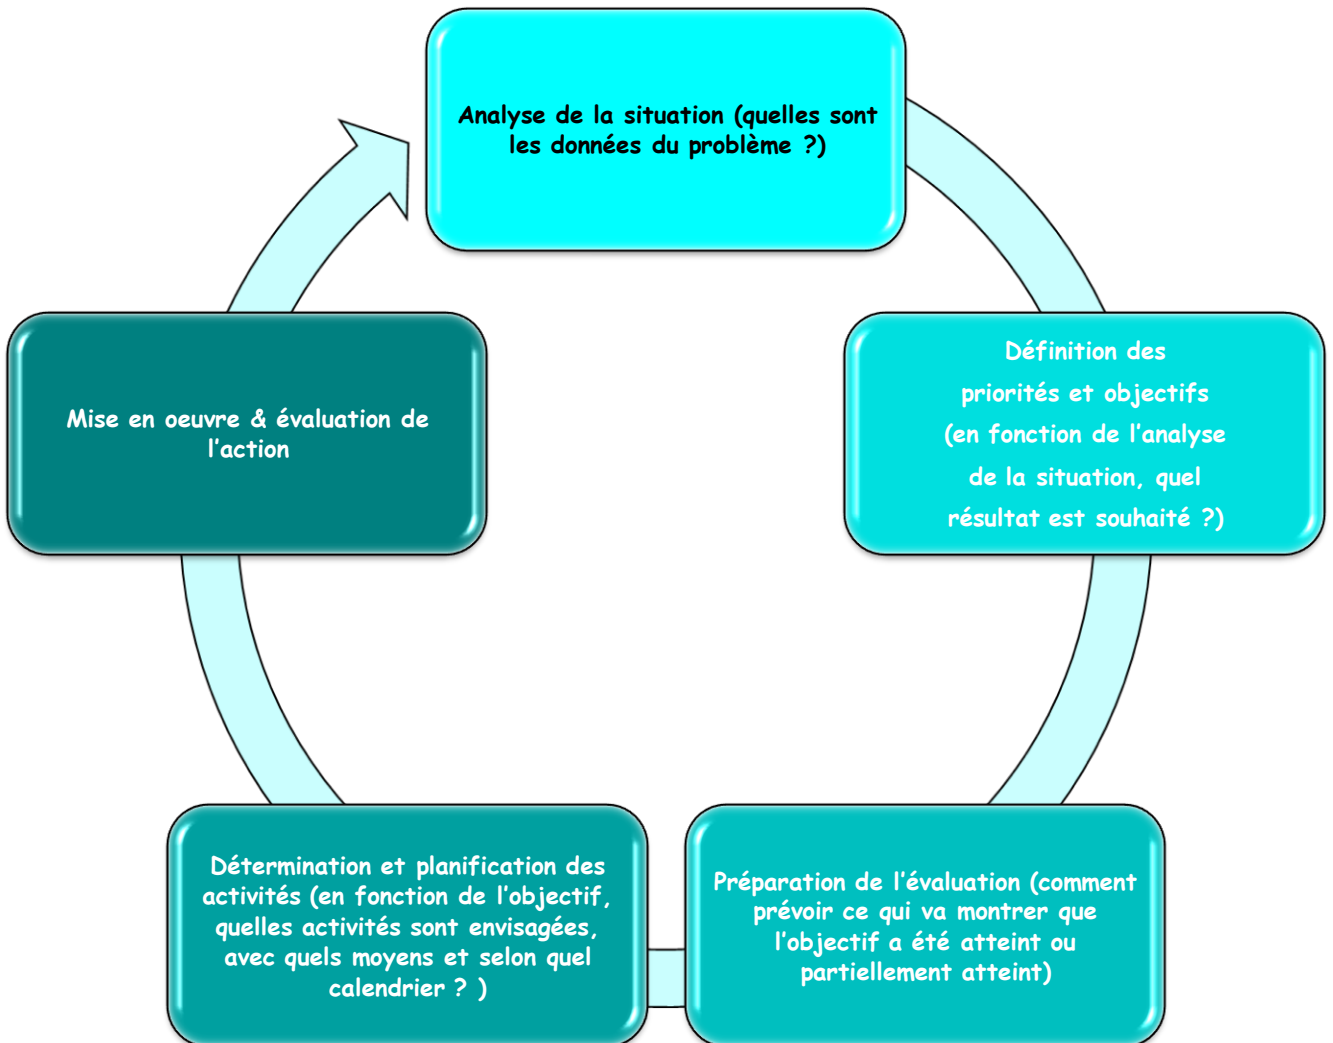 Analyse de la situation (quelles sont
les données du problème ?)
Définition des
priorités et objectifs
(en fonction de l'analyse
de la situation, quel
résultat est souhaité ?)
Préparation de l'évaluation (comment
prévoir ce qui va montrer que
l'objectif a été atteint ou
partiellement atteint)
Détermination et planification des
activités (en fonction de l'objectif,
quelles activités sont envisagées,
avec quels moyens et selon quel
calendrier ? )
Mise en oeuvre & évaluation de
l'action